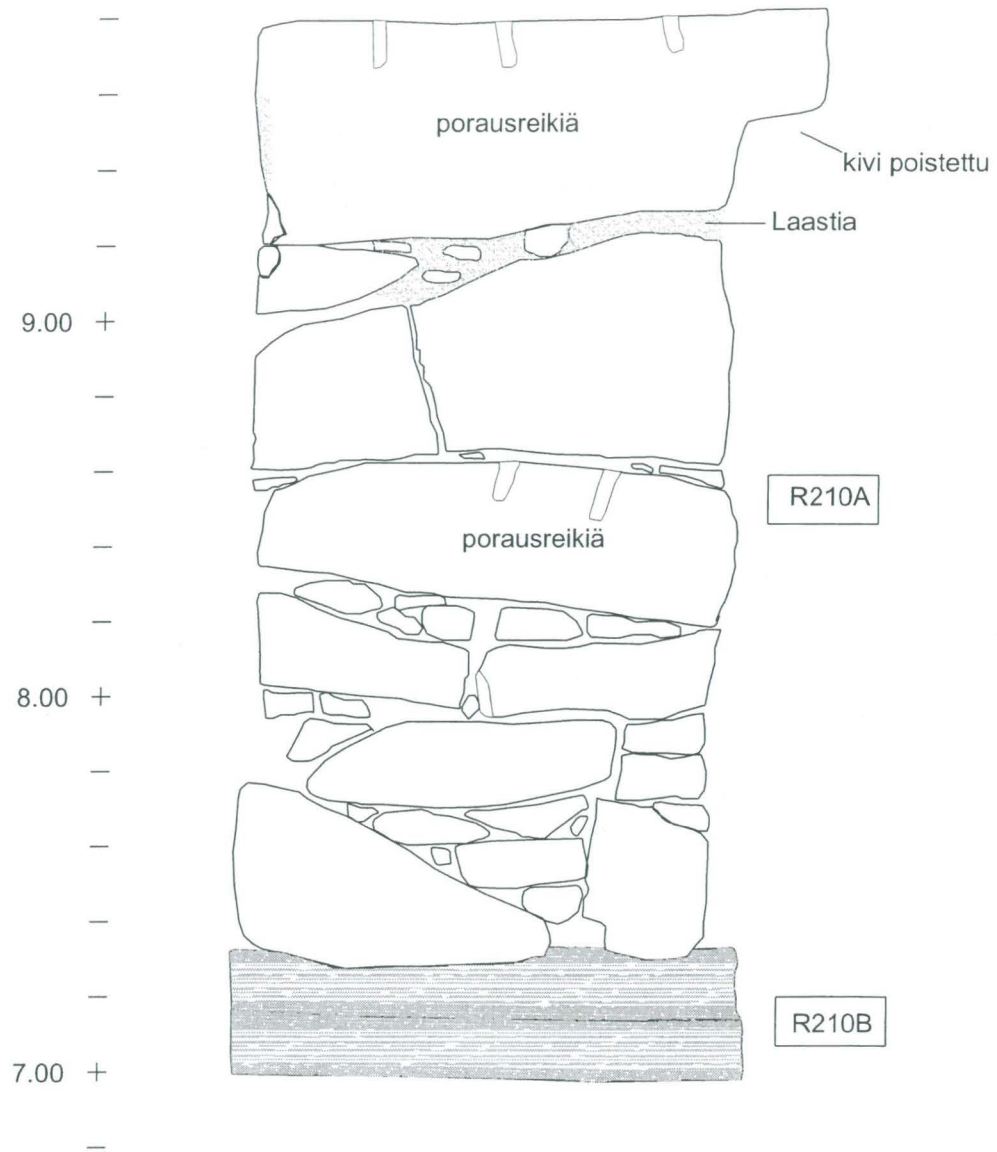 porausreikiä
kivi poistettu
Laastia
9.00 +
R210A
porausreikiä
8.00 +
R210B
7.00 +